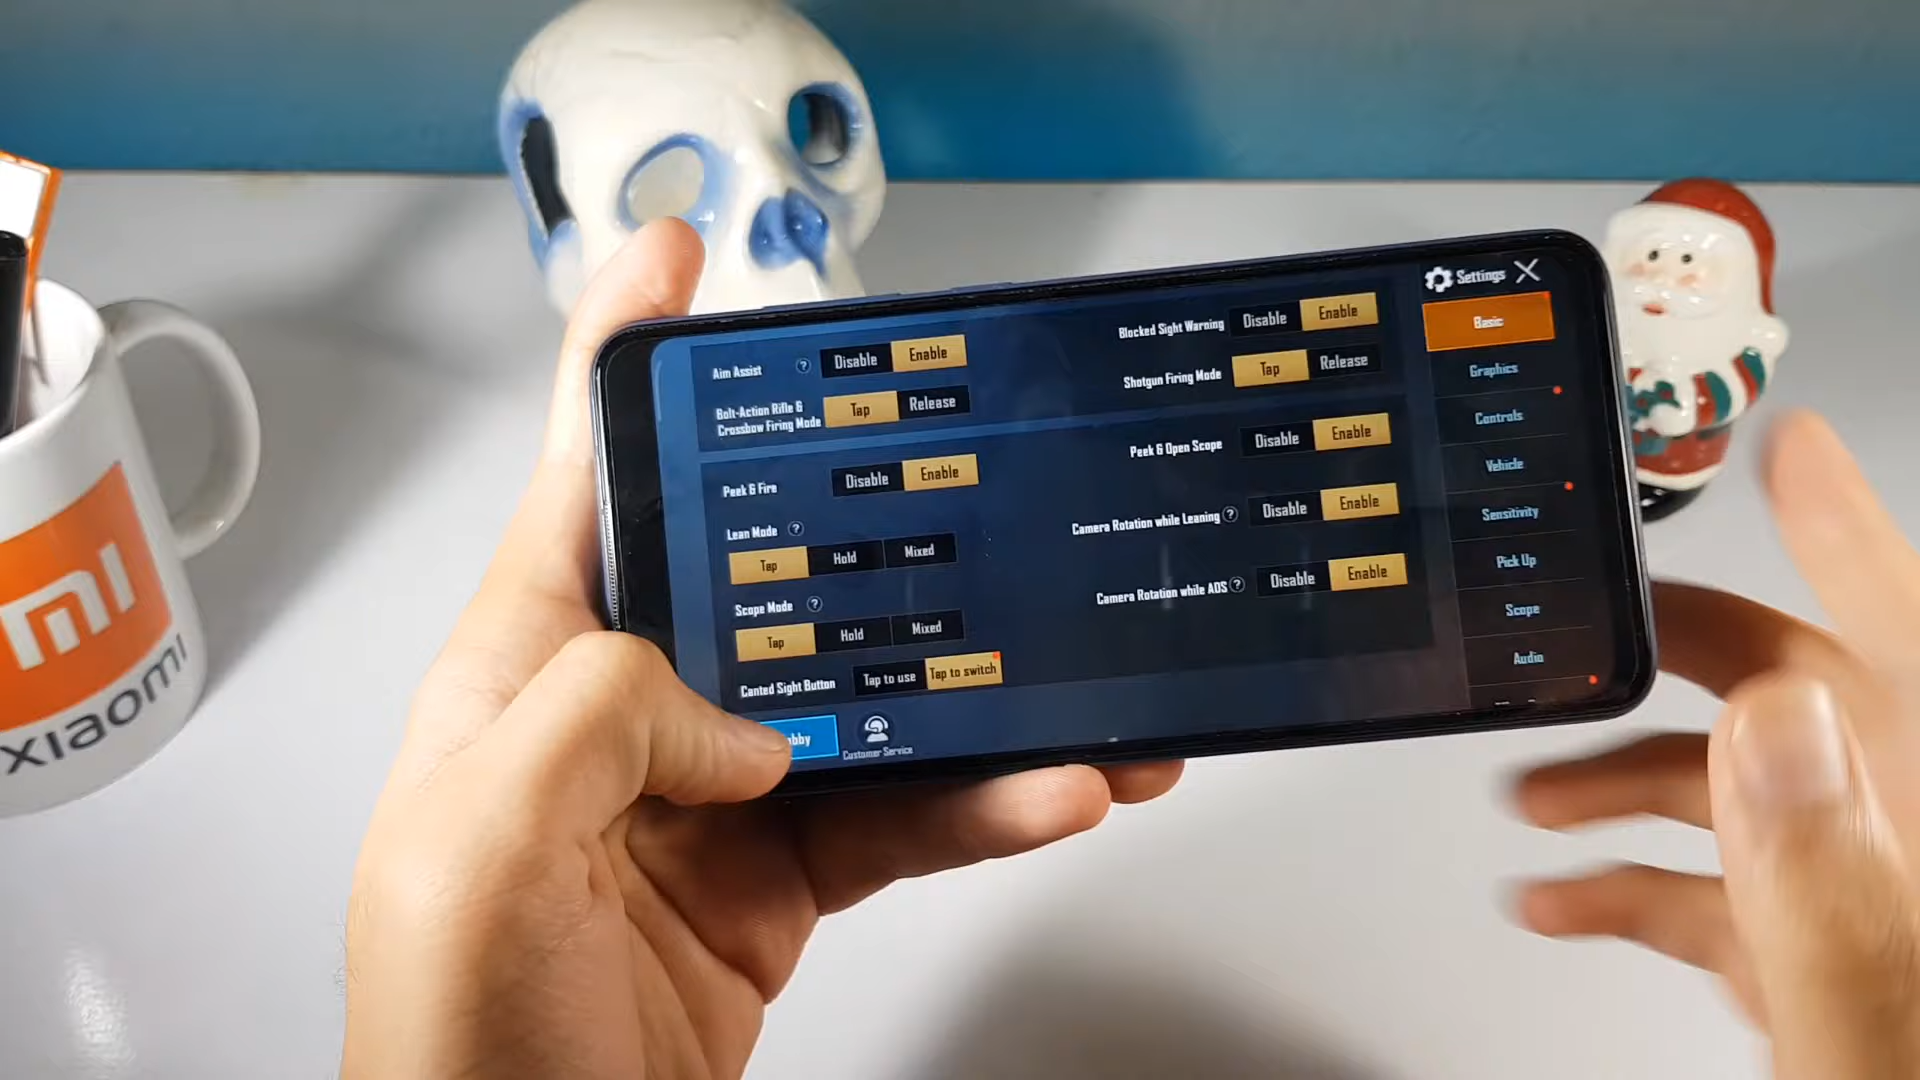 Settings
Aim Assist ? Disable Enable
Blocked Sight Warning Disable Enable
Bolt-Action Rifle &
Crossbow Firing Mode Tap Release
Shotgun Firing Mode Tap Release
Peek & Fire Disable Enable
Peek & Open Scope Disable Enable
Lean Mode ?
Tap Hold Mixed
Camera Rotation while Leaning ? Disable Enable
Scope Mode ?
Tap Hold Mixed
Camera Rotation while ADS ? Disable Enable
Canted Sight Button Tap to use Tap to switch
Customer Service
Basic
Graphics
Controls
Vehicle
Sensitivity
Pick Up
Scope
Audio
mi
xiaomi